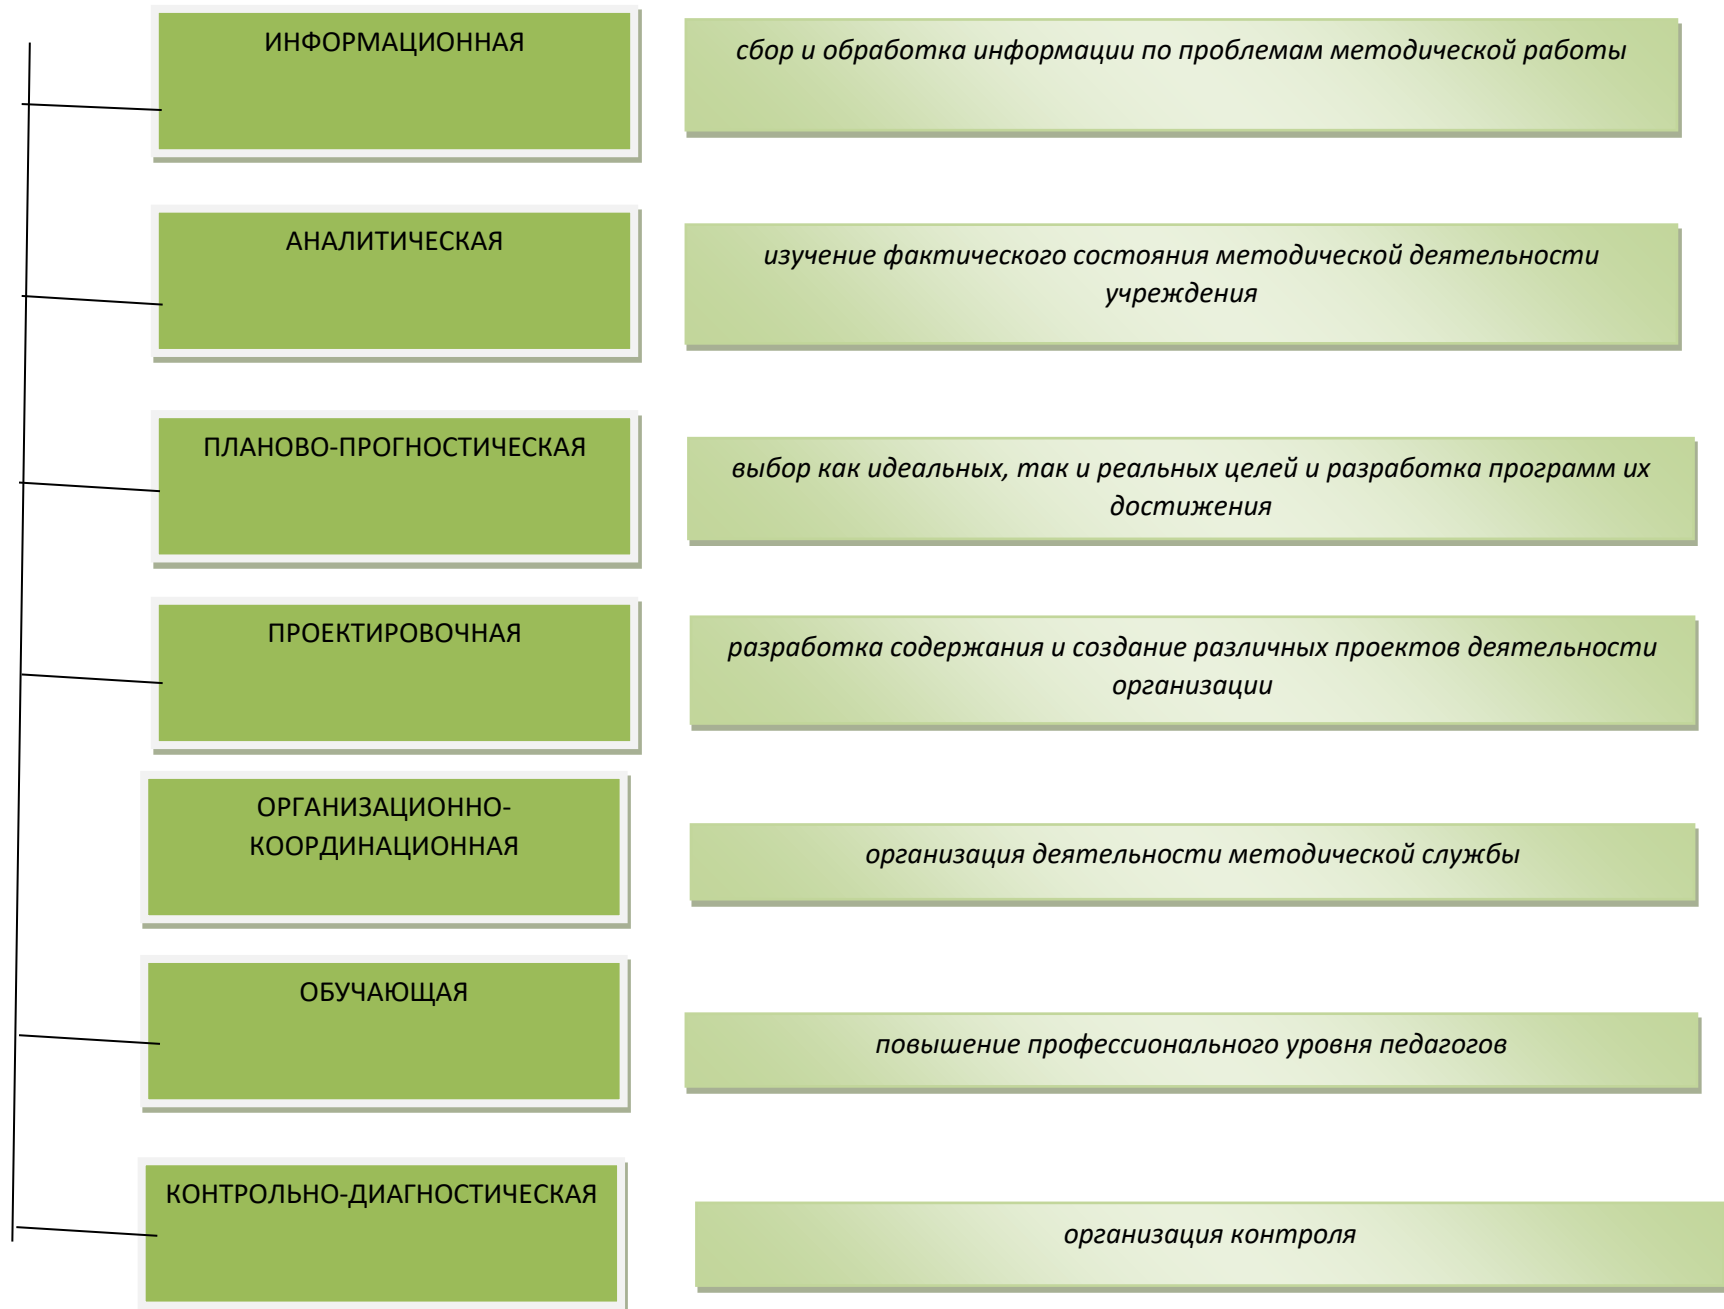 ИНФОРМАЦИОННАЯ
сбор и обработка информации по проблемам методической работы
АНАЛИТИЧЕСКАЯ
изучение фактического состояния методической деятельности
учреждения
ПЛАНОВО-ПРОГНОСТИЧЕСКАЯ
выбор как идеальных, так и реальных целей и разработка программ их
достижения
ПРОЕКТИРОВОЧНАЯ
разработка содержания и создание различных проектов деятельности
организации
ОРГАНИЗАЦИОННО-
КООРДИНАЦИОННАЯ
организация деятельности методической службы
ОБУЧАЮЩАЯ
повышение профессионального уровня педагогов
КОНТРОЛЬНО-ДИАГНОСТИЧЕСКАЯ
организация контроля